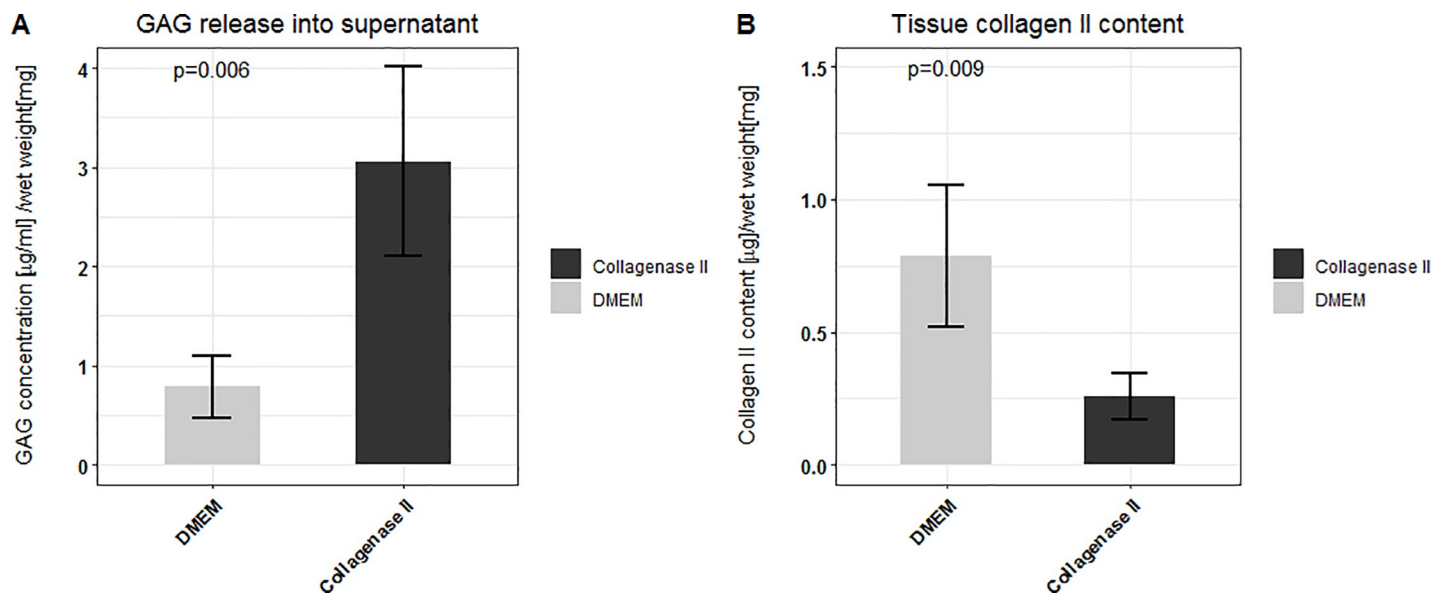 A
GAG release into supernatant
GAG concentration [µg/ml] /wet weight[mg]
4
3
2
1
0
p=0.006
DMEM
Collagenase II
Collagenase II
DMEM
B
Tissue collagen II content
Collagen II content [µg]/wet weight[mg]
1.5
1.0
0.5
0.0
p=0.009
DMEM
Collagenase II
Collagenase II
DMEM